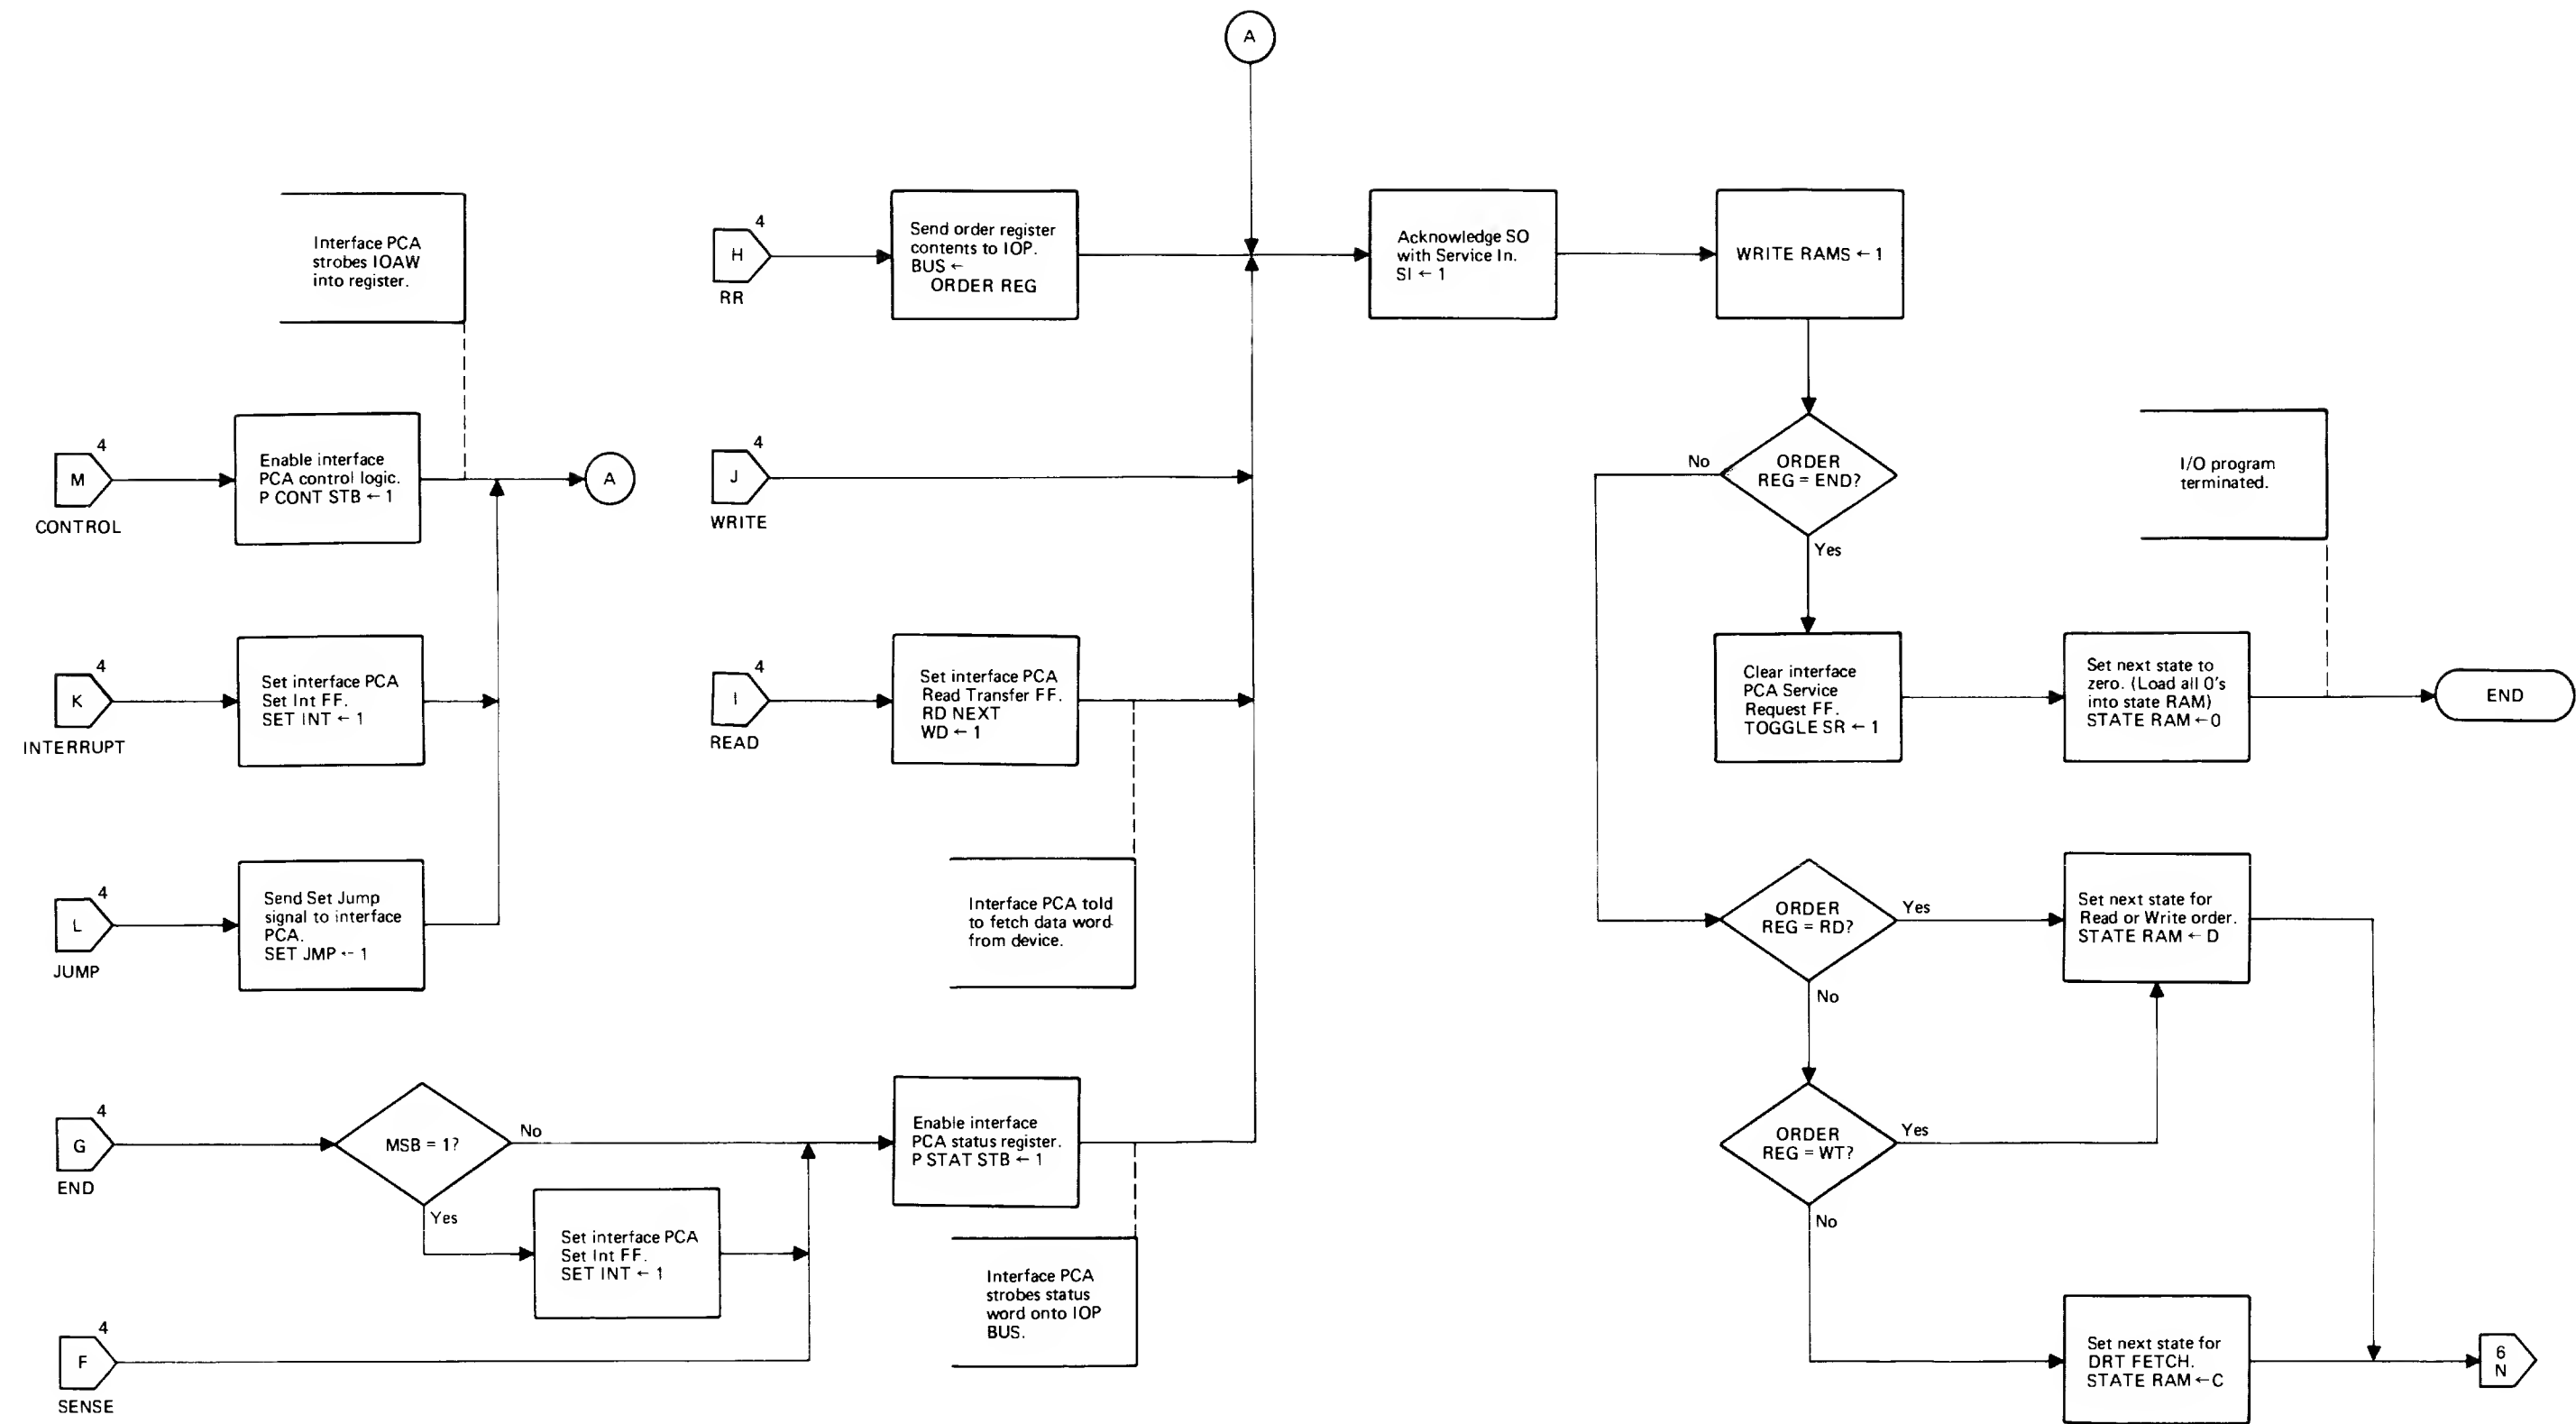 A
Interface PCA
strobes IOAW
into register.
4
M
CONTROL
Enable interface
PCA control logic.
P CONT STB ← 1
A
4
K
INTERRUPT
Set interface PCA
Set Int FF.
SET INT ← 1
4
L
JUMP
Send Set Jump
signal to interface
PCA.
SET JMP ← 1
4
G
END
MSB = 1?
No
Yes
Set interface PCA
Set Int FF.
SET INT ← 1
4
F
SENSE
4
H
RR
Send order register
contents to IOP.
BUS ←
ORDER REG
4
J
WRITE
4
I
READ
Set interface PCA
Read Transfer FF.
RD NEXT
WD ← 1
Interface PCA told
to fetch data word
from device.
Enable interface
PCA status register.
P STAT STB ← 1
Interface PCA
strobes status
word onto IOP
BUS.
Acknowledge SO
with Service In.
SI ← 1
WRITE RAMS ← 1
ORDER
REG = END?
No
Yes
Clear interface
PCA Service
Request FF.
TOGGLE SR ← 1
Set next state to
zero. (Load all 0's
into state RAM)
STATE RAM ← 0
I/O program
terminated.
END
ORDER
REG = RD?
Yes
No
Set next state for
Read or Write order.
STATE RAM ← D
ORDER
REG = WT?
Yes
No
Set next state for
DRT FETCH.
STATE RAM ← C
6
N